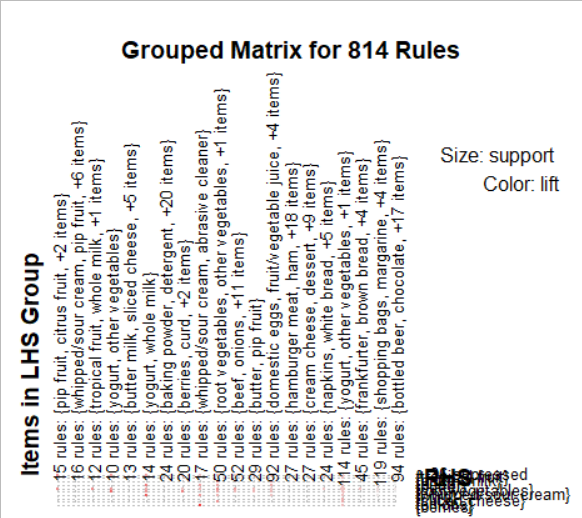 Grouped Matrix for 814 Rules
Size: support
Color: lift
Items in LHS Group
15 rules: {pip fruit, citrus fruit, +2 items}
16 rules: {whipped/sour cream, pip fruit, +6 items}
12 rules: {tropical fruit, whole milk, +1 items}
10 rules: {yogurt, other vegetables}
13 rules: {butter milk, sliced cheese, +5 items}
14 rules: {yogurt, whole milk}
24 rules: {baking powder, detergent, +20 items}
20 rules: {berries, curd, +2 items}
17 rules: {whipped/sour cream, abrasive cleaner}
50 rules: {root vegetables, other vegetables, +1 items}
52 rules: {beef, onions, +11 items}
29 rules: {butter, pip fruit}
92 rules: {domestic eggs, fruit/vegetable juice, +4 items}
27 rules: {hamburger meat, ham, +18 items}
27 rules: {cream cheese, dessert, +9 items}
24 rules: {napkins, white bread, +5 items}
114 rules: {yogurt, other vegetables, +1 items}
45 rules: {frankfurter, brown bread, +4 items}
119 rules: {shopping bags, margarine, +4 items}
94 rules: {bottled beer, chocolate, +17 items}
RHS